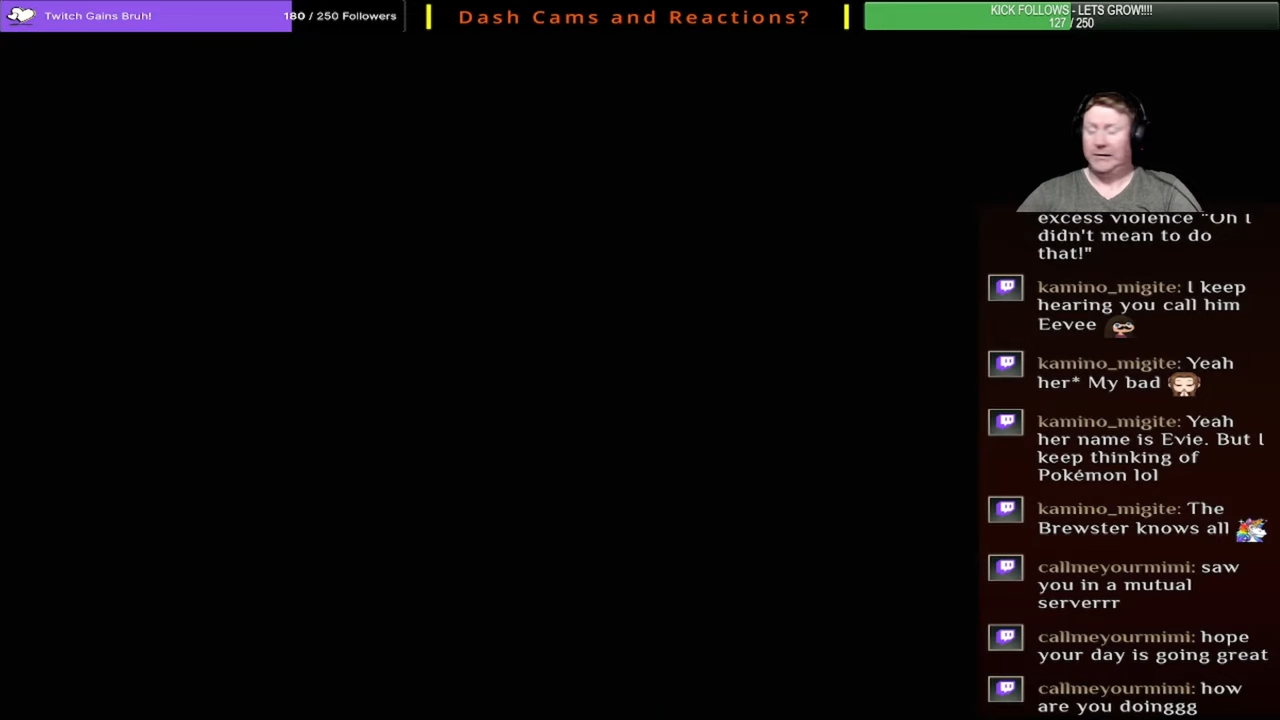 Twitch Gains Bruh!
180 / 250 Followers
Dash Cams and Reactions?
KICK FOLLOWS - LETS GROW!!!!
127 / 250
excess violence "Oh I
didn't mean to do
that!"
kamino_migite: I keep
hearing you call him
Eevee
kamino_migite: Yeah
her* My bad
kamino_migite: Yeah
her name is Evie. But I
keep thinking of
Pokémon lol
kamino_migite: The
Brewster knows all
callmeyourmimi: saw
you in a mutual
serverrr
callmeyourmimi: hope
your day is going great
callmeyourmimi: how
are you doinggg